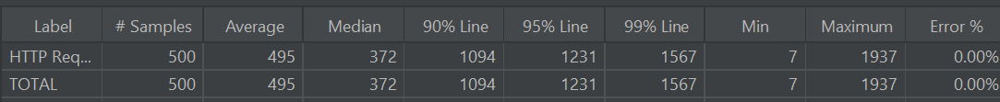 Label # Samples Average Median 90% Line 95% Line 99% Line Min Maximum Error %
HTTP Req... 500 495 372 1094 1231 1567 7 1937 0.00%
TOTAL 500 495 372 1094 1231 1567 7 1937 0.00%